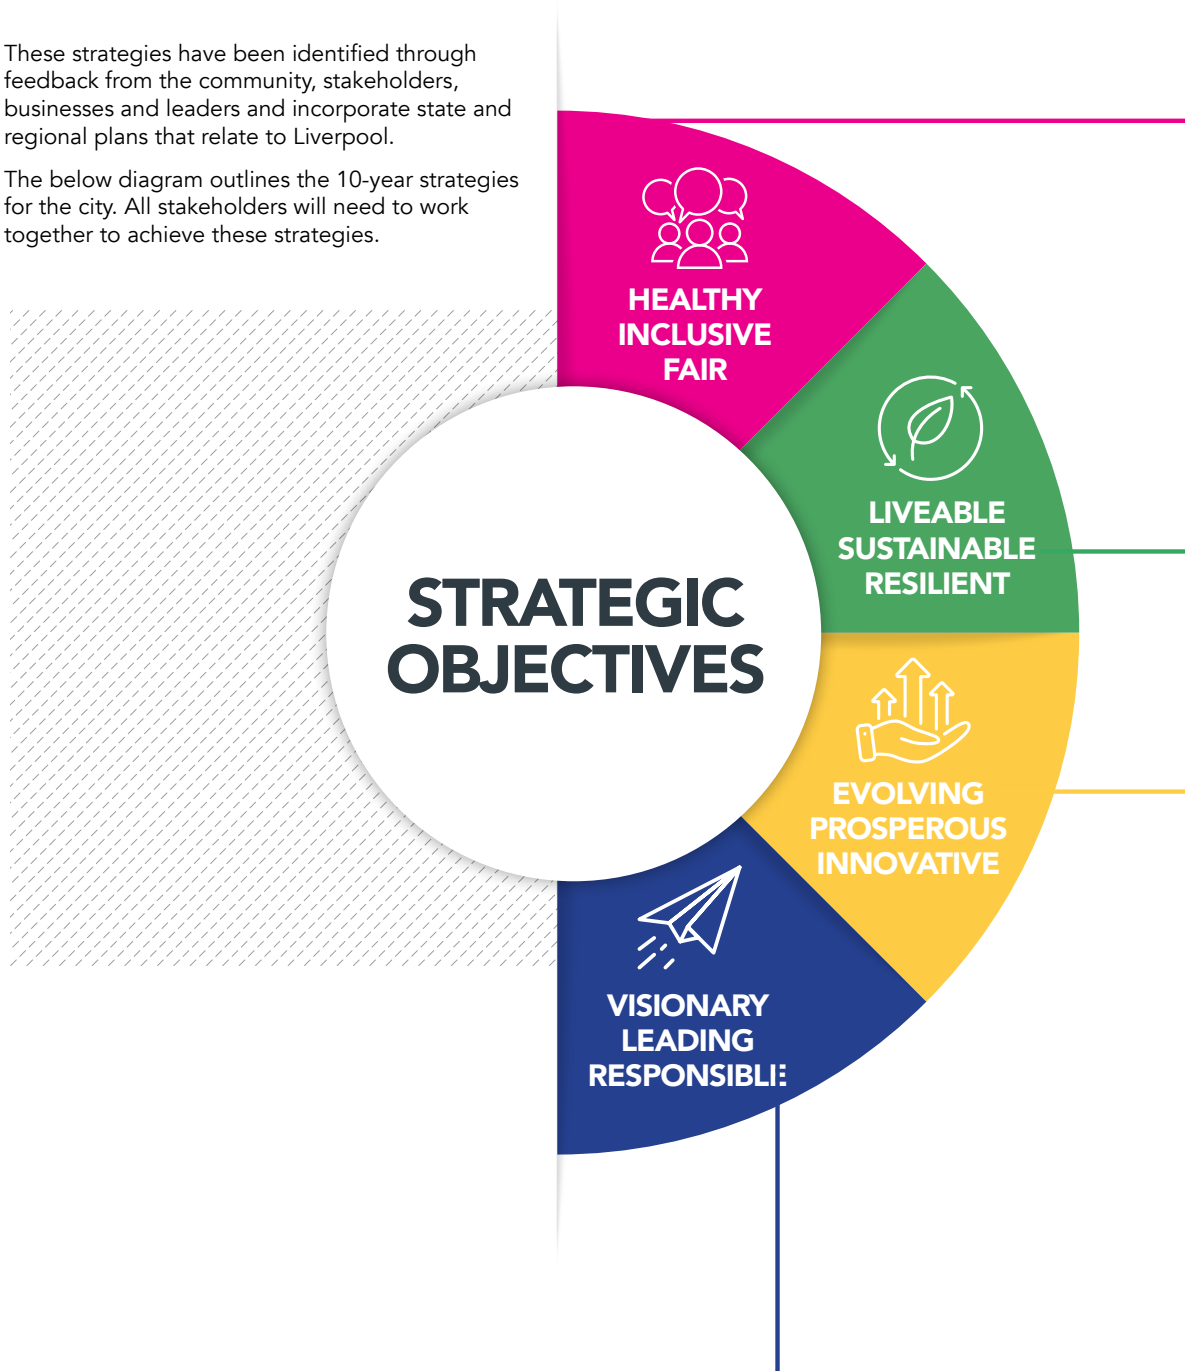 These strategies have been identified through
feedback from the community, stakeholders,
businesses and leaders and incorporate state and
regional plans that relate to Liverpool.
The below diagram outlines the 10-year strategies
for the city. All stakeholders will need to work
together to achieve these strategies.
HEALTHY
INCLUSIVE
FAIR
LIVEABLE
SUSTAINABLE
RESILIENT
STRATEGIC
OBJECTIVES
EVOLVING
PROSPEROUS
INNOVATIVE
VISIONARY
LEADING
RESPONSIBLE